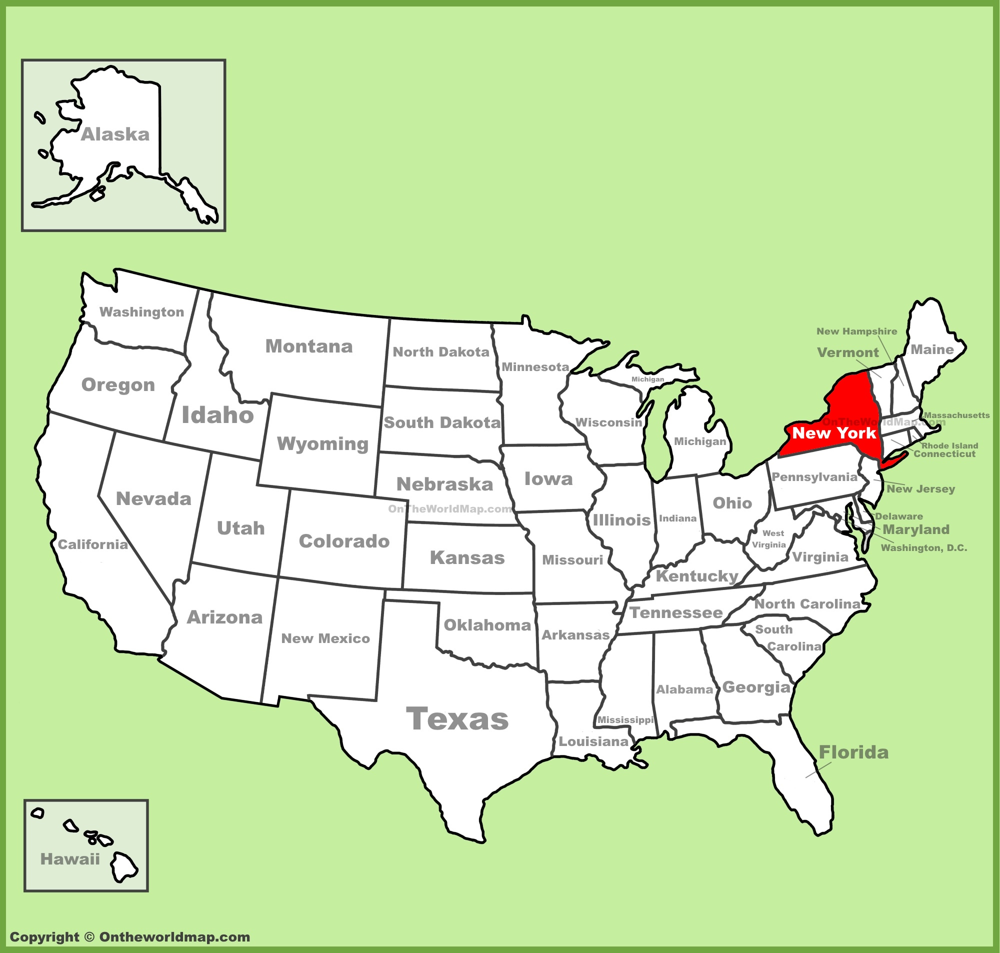 Alaska
Washington
Montana
North Dakota
Minnesota
Michigan
New Hampshire
Vermont
Maine
Oregon
Idaho
Wyoming
South Dakota
Wisconsin
Michigan
OnTheWorldMap.com
New York
Massachusetts
Rhode Island
Connecticut
Nevada
Utah
Colorado
Nebraska
OnTheWorldMap.com
Iowa
Illinois
Indiana
Ohio
Pennsylvania
New Jersey
Delaware
Maryland
Washington, D.C.
California
Kansas
Missouri
Kentucky
West
Virginia
Virginia
Arizona
New Mexico
Oklahoma
Arkansas
Tennessee
North Carolina
South
Carolina
Texas
Louisiana
Mississippi
Alabama
Georgia
Florida
Hawaii
Copyright © Ontheworldmap.com